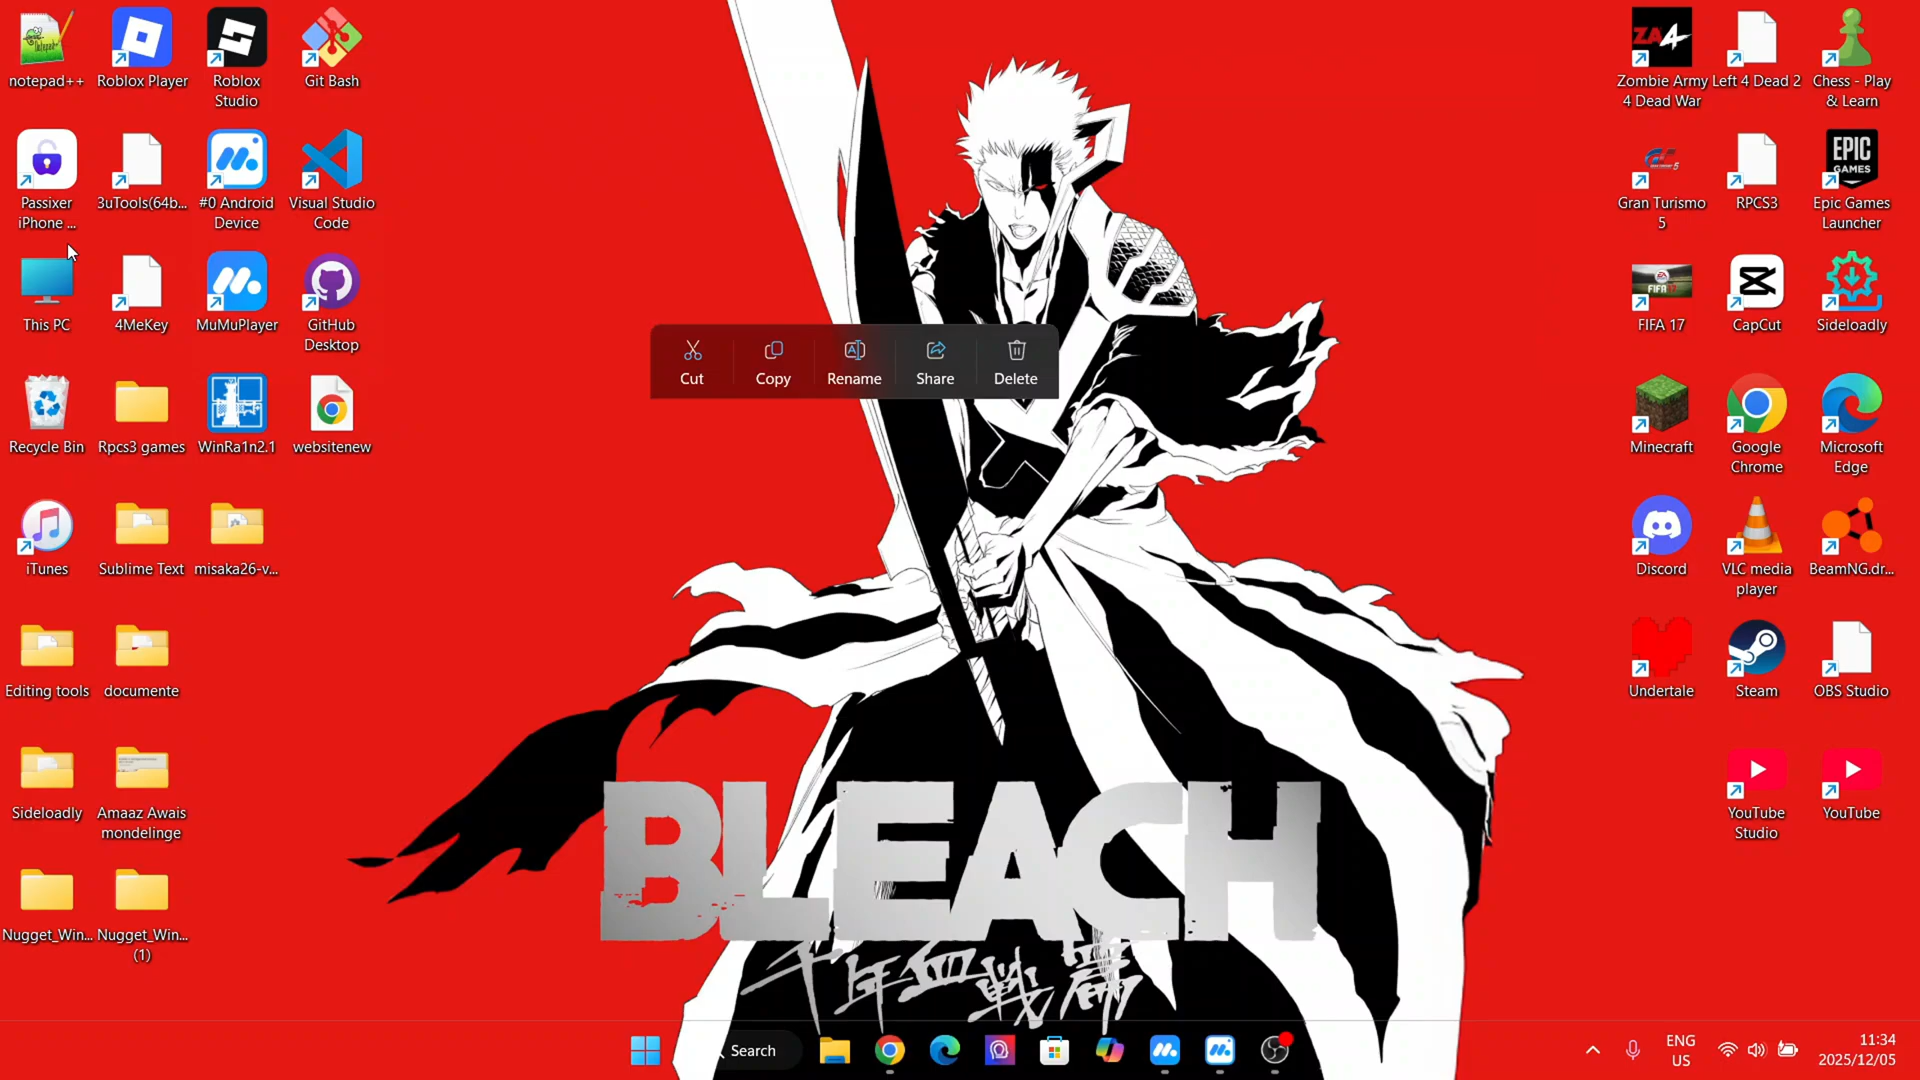 notepad++
Roblox Player
Roblox
Studio
Git Bash
Passixer
iPhone ...
3uTools(64b...
#0 Android
Device
Visual Studio
Code
This PC
4MeKey
MuMuPlayer
GitHub
Desktop
Recycle Bin
Rpcs3 games
WinRa1n2.1
websitenew
iTunes
Sublime Text
misaka26-v...
Editing tools
documente
Sideloadly
Amaaz Awais
mondelinge
Nugget_Win...
Nugget_Win...
(1)
Cut
Copy
Rename
Share
Delete
ZA4
Zombie Army
4 Dead War
Left 4 Dead 2
Chess - Play
& Learn
Gran Turismo
5
RPCS3
EPIC
GAMES
Epic Games
Launcher
FIFA 17
FIFA 17
CapCut
Sideloadly
Minecraft
Google
Chrome
Microsoft
Edge
Discord
VLC media
player
BeamNG.dr...
Undertale
Steam
OBS Studio
YouTube
Studio
YouTube
BLEACH
千年血戦篇
Search
ENG
US
11:34
2025/12/05